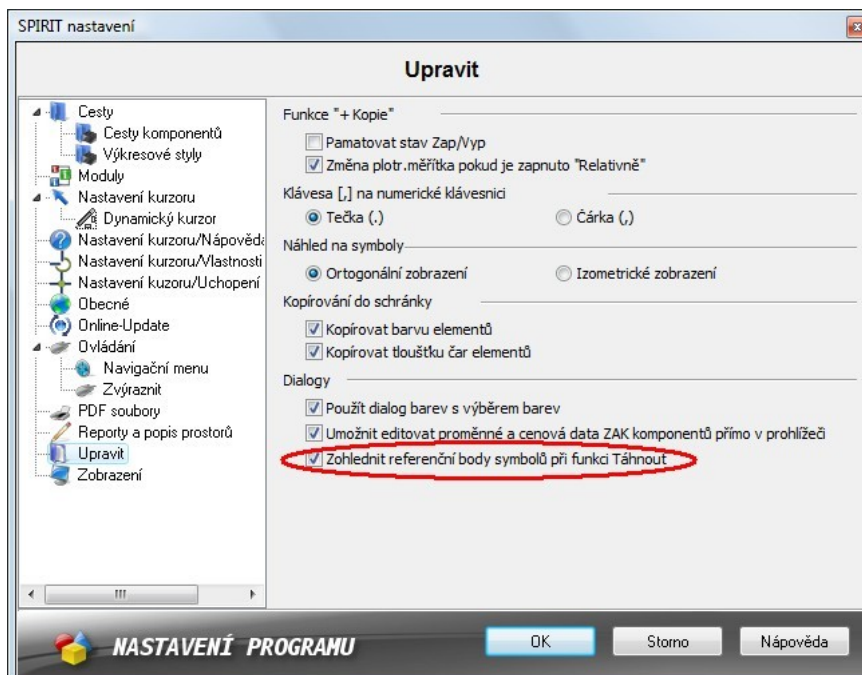 SPIRIT nastavení
Upravit
Cesty
Cesty komponentů
Výkresové styly
Moduly
Nastavení kurzoru
Dynamický kurzor
Nastavení kurzoru/Nápověda
Nastavení kurzoru/Vlastnosti
Nastavení kuzoru/Uchopení
Obecné
Online-Update
Ovládání
Navigační menu
Zvýraznit
PDF soubory
Reporty a popis prostorů
Upravit
Zobrazení
Funkce "+ Kopie"
Pamatovat stav Zap/Vyp
Změna plotr.měřítka pokud je zapnuto "Relativně"
Klávesa [,] na numerické klávesnici
Tečka (.)
Čárka (,)
Náhled na symboly
Ortogonální zobrazení
Izometrické zobrazení
Kopírování do schránky
Kopírovat barvu elementů
Kopírovat tloušťku čar elementů
Dialogy
Použít dialog barev s výběrem barev
Umožnit editovat proměnné a cenová data ZAK komponentů přímo v prohlížeči
Zohlednit referenční body symbolů při funkci Táhnout
NASTAVENÍ PROGRAMU
OK
Storno
Nápověda